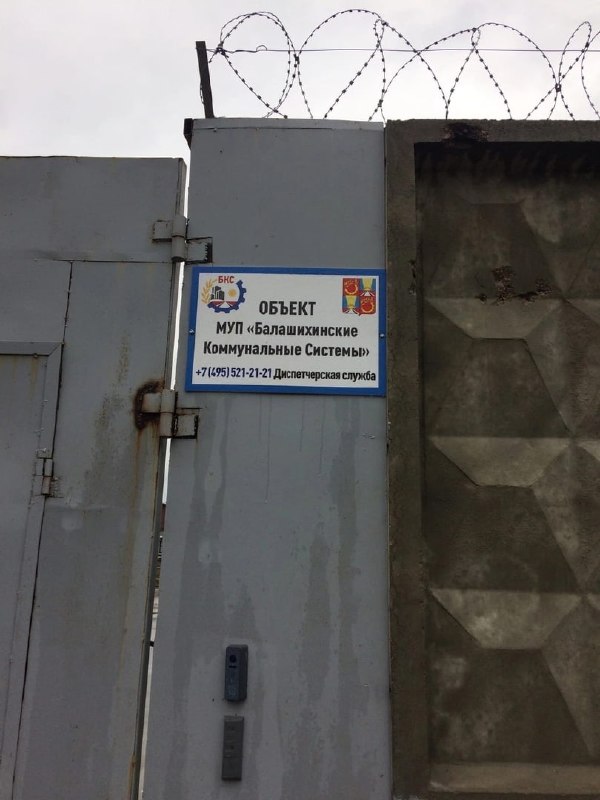 БКС
ОБЪЕКТ
МУП «Балашихинские
Коммунальные Системы»
+7 (495) 521-21-21 Диспетчерская служба